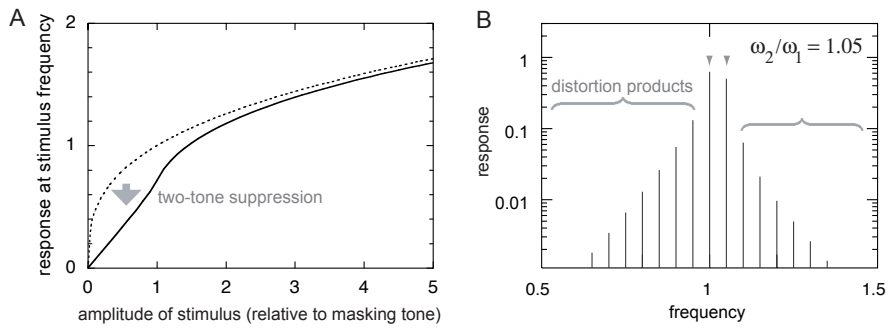 A
response at stimulus frequency
2
1
0
two-tone suppression
0 1 2 3 4 5
amplitude of stimulus (relative to masking tone)
B
ω₂/ω₁ = 1.05
distortion products
response
1
0.1
0.01
0.5 1 1.5
frequency